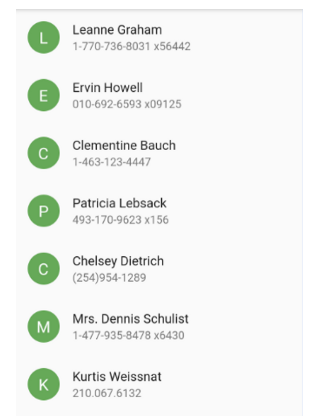 L
Leanne Graham
1-770-736-8031 x56442
E
Ervin Howell
010-692-6593 x09125
C
Clementine Bauch
1-463-123-4447
P
Patricia Lebsack
493-170-9623 x156
C
Chelsey Dietrich
(254)954-1289
M
Mrs. Dennis Schulist
1-477-935-8478 x6430
K
Kurtis Weissnat
210.067.6132